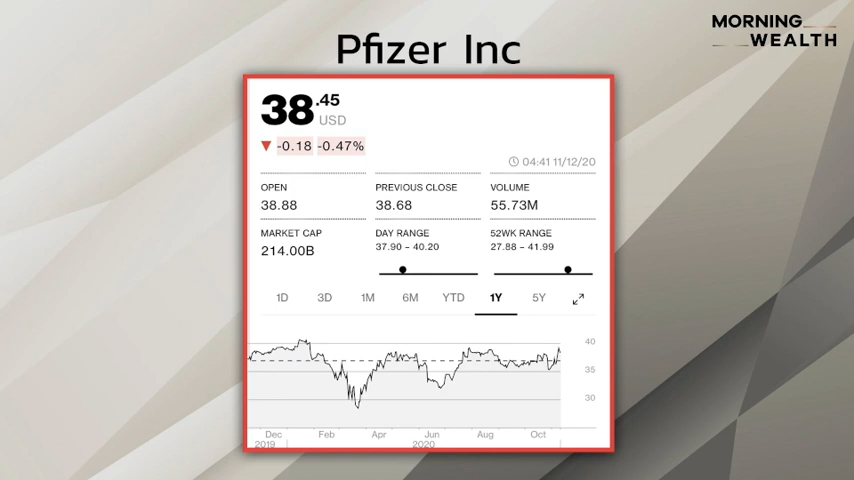 MORNING
WEALTH
Pfizer Inc
38.45
USD
▼ -0.18 -0.47%
04:41 11/12/20
OPEN PREVIOUS CLOSE VOLUME
38.88 38.68 55.73M
MARKET CAP DAY RANGE 52WK RANGE
214.00B 37.90 – 40.20 27.88 – 41.99
1D 3D 1M 6M YTD 1Y 5Y
40
35
30
Dec Feb Apr Jun Aug Oct
2019 2020